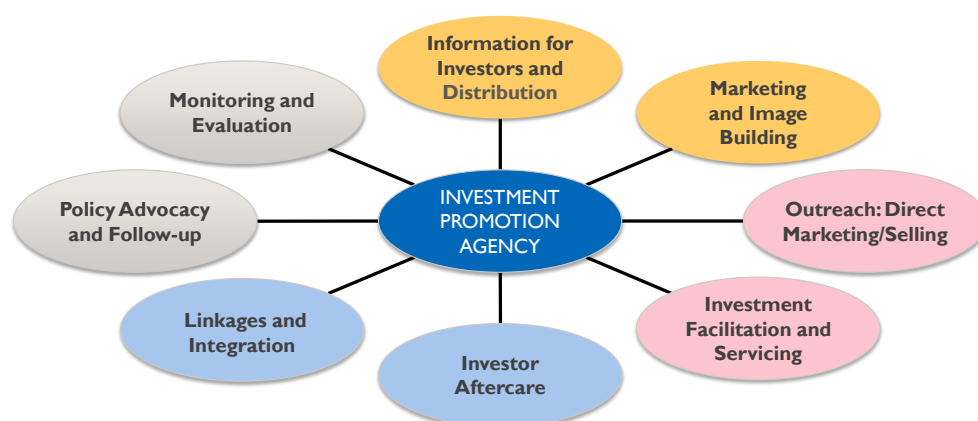 Information for
Investors and
Distribution
Marketing
and Image
Building
Outreach: Direct
Marketing/Selling
Investment
Facilitation and
Servicing
Investor
Aftercare
Linkages and
Integration
Policy Advocacy
and Follow-up
Monitoring and
Evaluation
INVESTMENT
PROMOTION
AGENCY